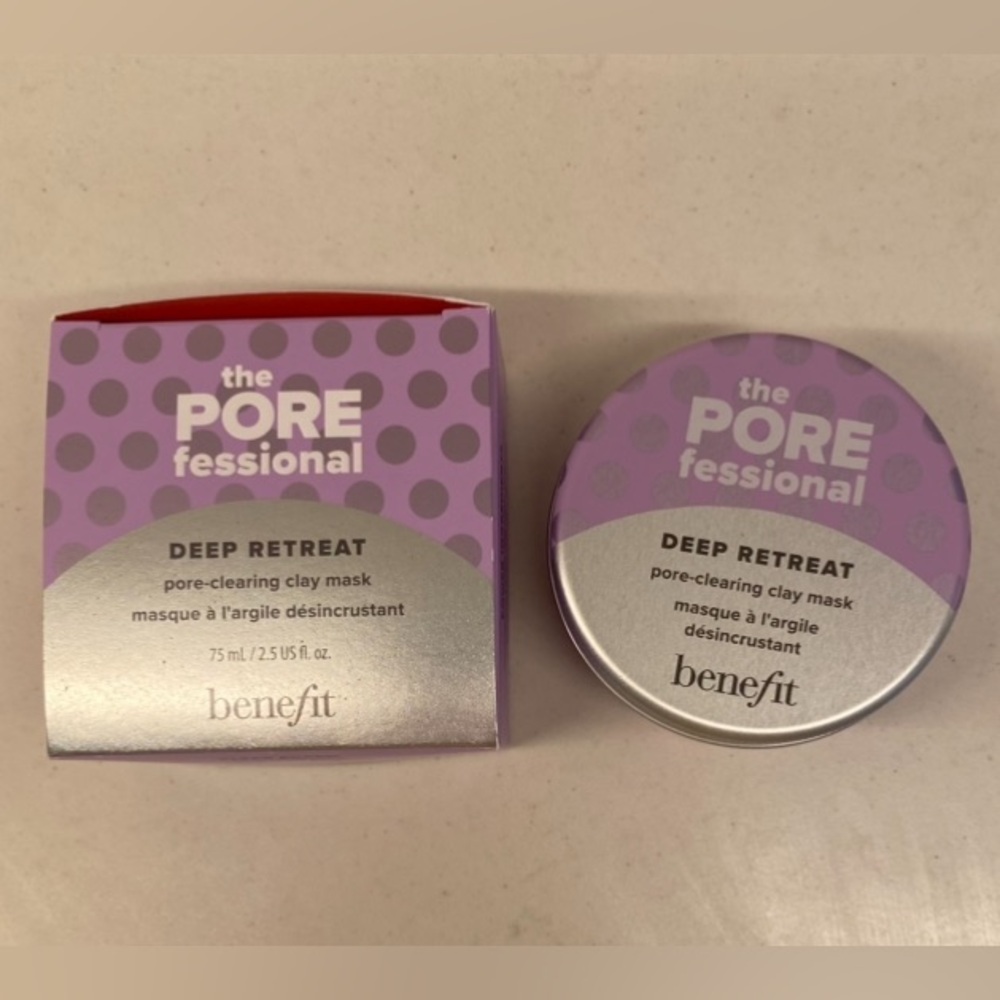 the
PORE
fessional
DEEP RETREAT
pore-clearing clay mask
masque à l'argile désincrustant
75 mL / 2.5 US fl. oz.
benefit
the
PORE
fessional
DEEP RETREAT
pore-clearing clay mask
masque à l'argile
désincrustant
benefit